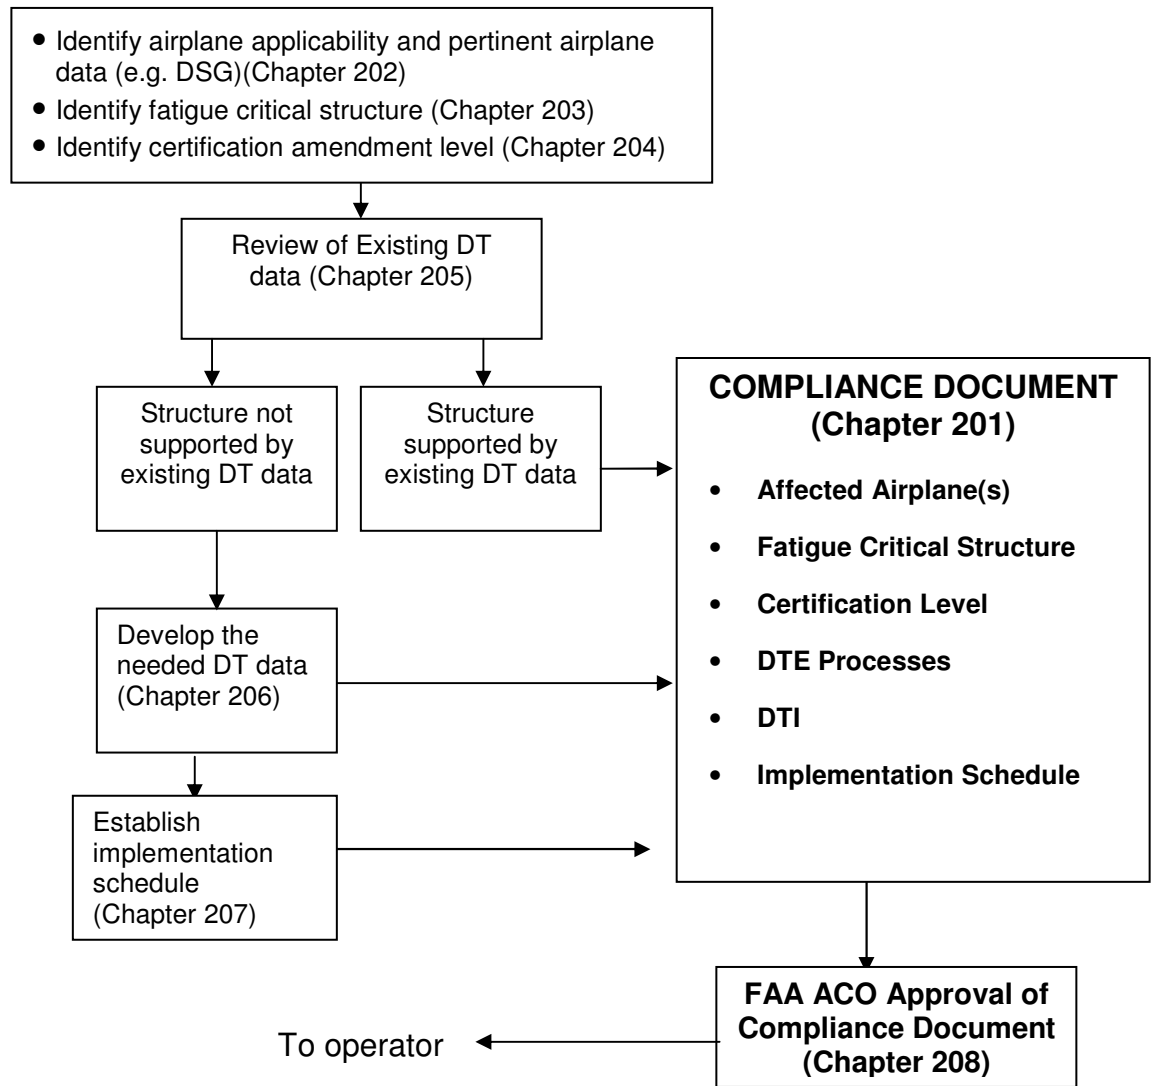 • Identify airplane applicability and pertinent airplane
data (e.g. DSG)(Chapter 202)
• Identify fatigue critical structure (Chapter 203)
• Identify certification amendment level (Chapter 204)
Review of Existing DT
data (Chapter 205)
Structure not
supported by
existing DT data
Structure
supported by
existing DT data
COMPLIANCE DOCUMENT
(Chapter 201)
• Affected Airplane(s)
• Fatigue Critical Structure
• Certification Level
• DTE Processes
• DTI
• Implementation Schedule
Develop the
needed DT data
(Chapter 206)
Establish
implementation
schedule
(Chapter 207)
FAA ACO Approval of
Compliance Document
(Chapter 208)
To operator